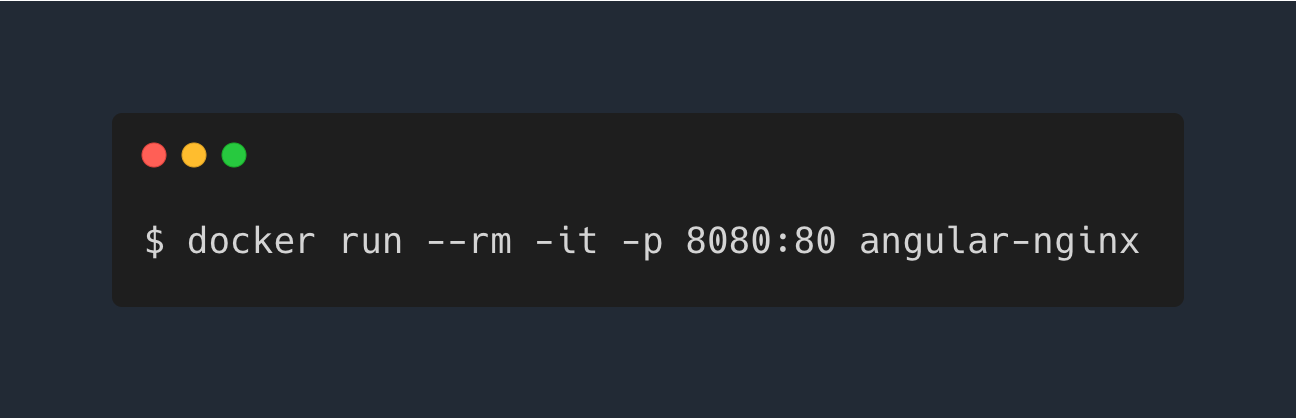 $ docker run --rm -it -p 8080:80 angular-nginx